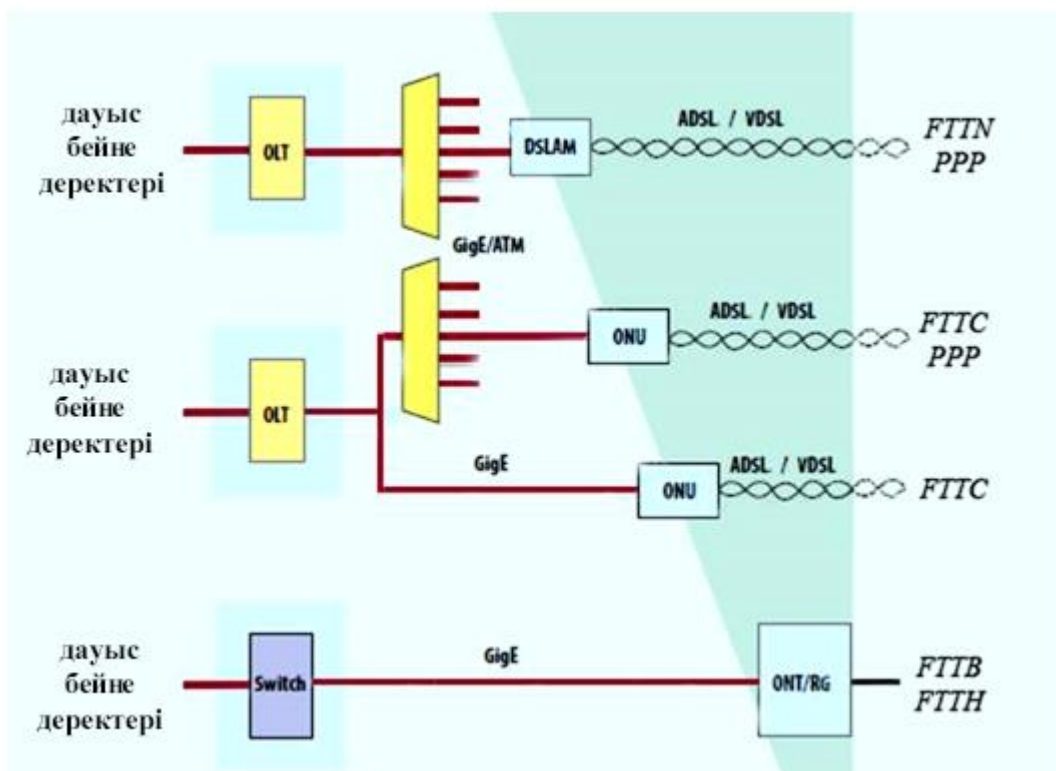 дауыс
бейне
деректері
OLT
DSLAM
ADSL / VDSL
FTTN
PPP
GigE/ATM
дауыс
бейне
деректері
OLT
ONU
ADSL / VDSL
FTTC
PPP
GigE
ONU
ADSL / VDSL
FTTC
дауыс
бейне
деректері
Switch
GigE
ONT/RG
FTTB
FTTH